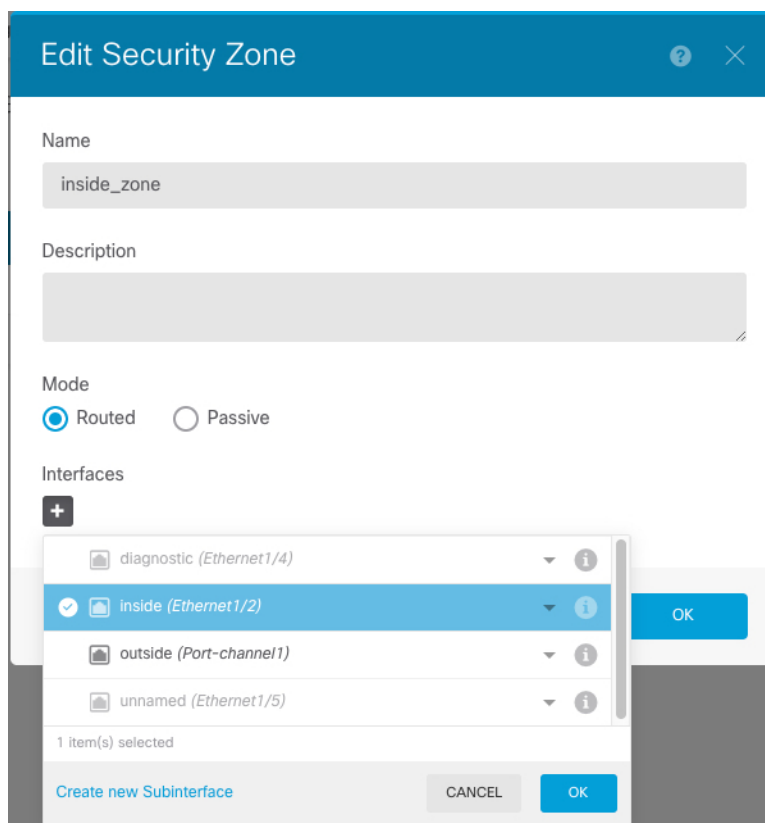 Edit Security Zone
Name
inside_zone
Description
Mode
Routed Passive
Interfaces
diagnostic (Ethernet1/4)
inside (Ethernet1/2)
outside (Port-channel1)
unnamed (Ethernet1/5)
OK
1 item(s) selected
Create new Subinterface CANCEL OK